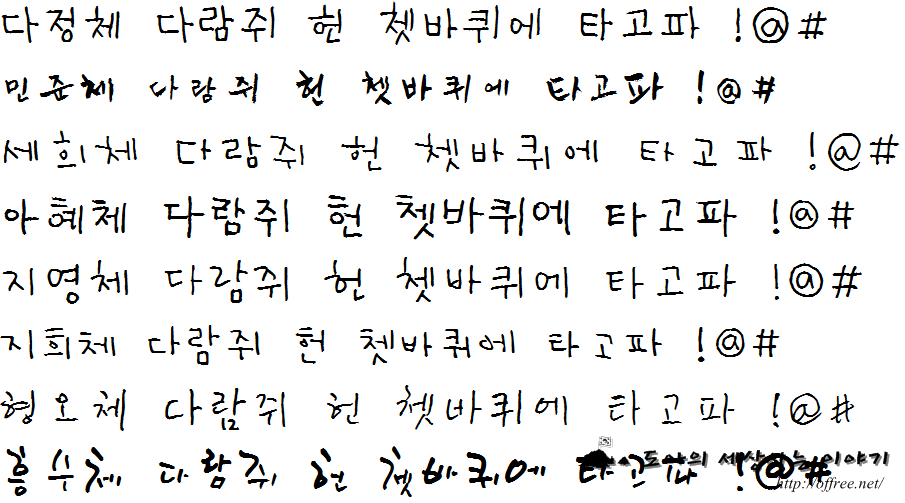 다정체 다람쥐 헌 쳇바퀴에 타고파 !@#
민준체 다람쥐 헌 쳇바퀴에 타고파 !@#
세희체 다람쥐 헌 쳇바퀴에 타고파 !@#
아혜체 다람쥐 헌 쳇바퀴에 타고파 !@#
지영체 다람쥐 헌 쳇바퀴에 타고파 !@#
지희체 다람쥐 헌 쳇바퀴에 타고파 !@#
형오체 다람쥐 헌 쳇바퀴에 타고파 !@#
흥수체 다람쥐 헌 쳇바퀴에 타고파 !@#
도아의 세상사는 이야기
http://offree.net/